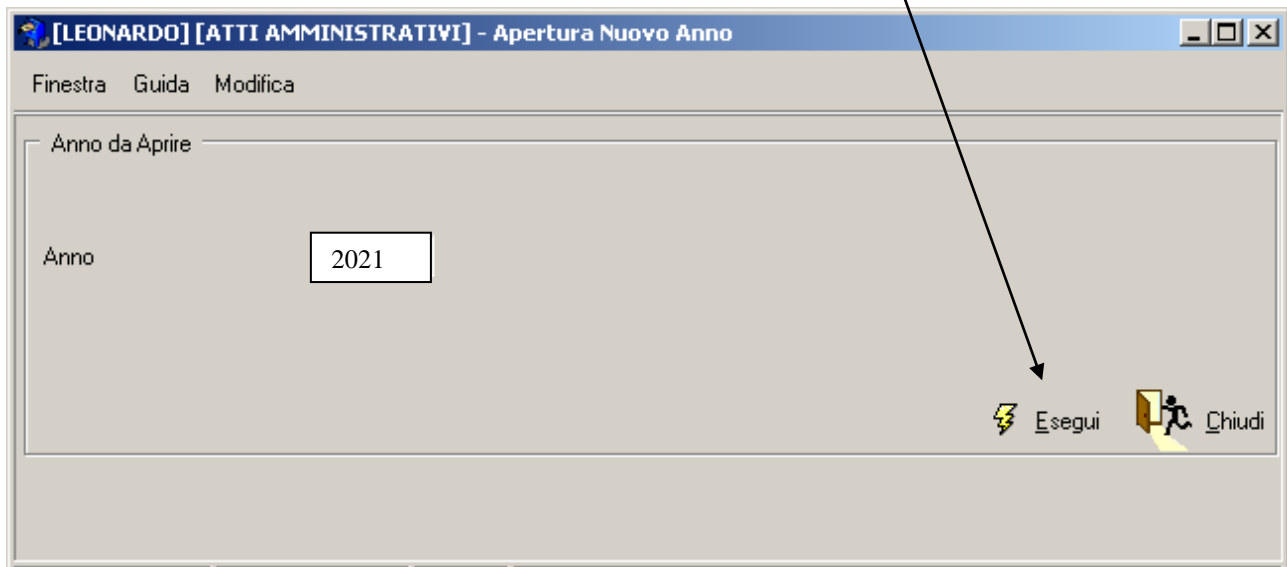 [LEONARDO] [ATTI AMMINISTRATIVI] - Apertura Nuovo Anno
Finestra Guida Modifica
Anno da Aprire
Anno 2021
Esegui Chiudi